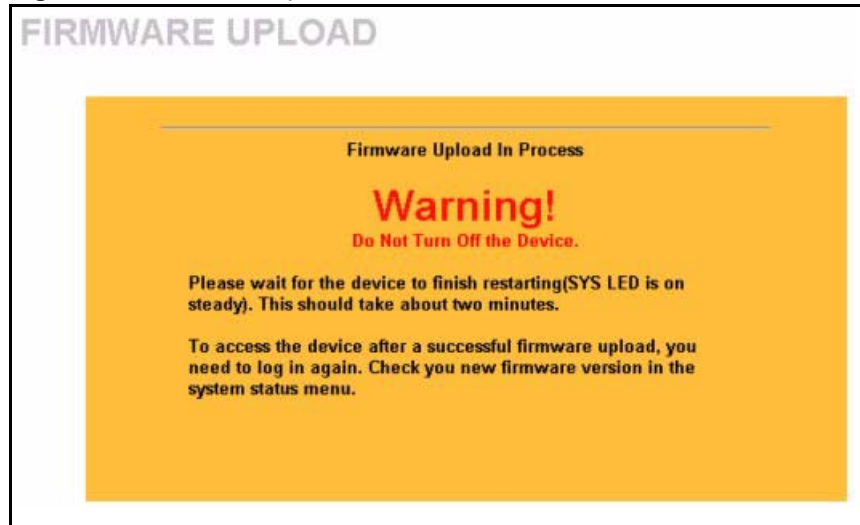 FIRMWARE UPLOAD
Firmware Upload In Process
Warning!
Do Not Turn Off the Device.
Please wait for the device to finish restarting(SYS LED is on
steady). This should take about two minutes.
To access the device after a successful firmware upload, you
need to log in again. Check you new firmware version in the
system status menu.